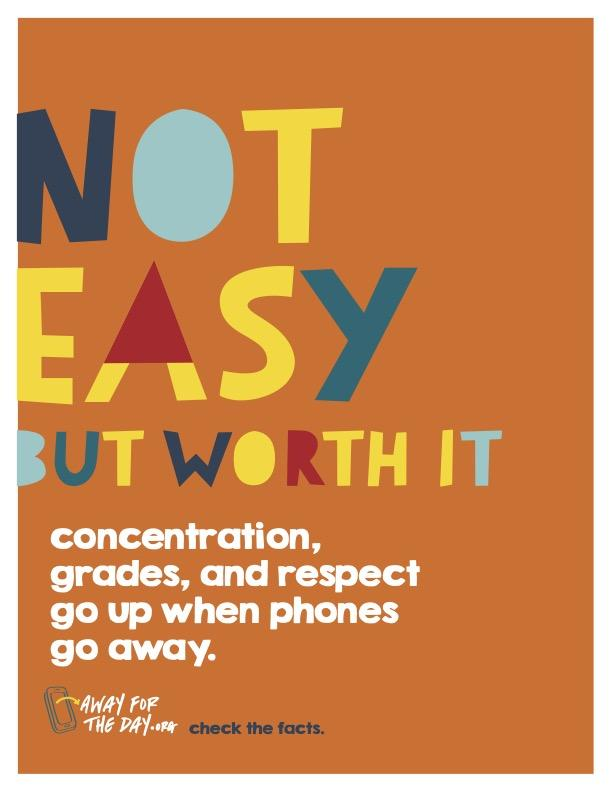 NOT
EASY
BUT WORTH IT
concentration,
grades, and respect
go up when phones
go away.
AWAY FOR
THE DAY.ORG
check the facts.